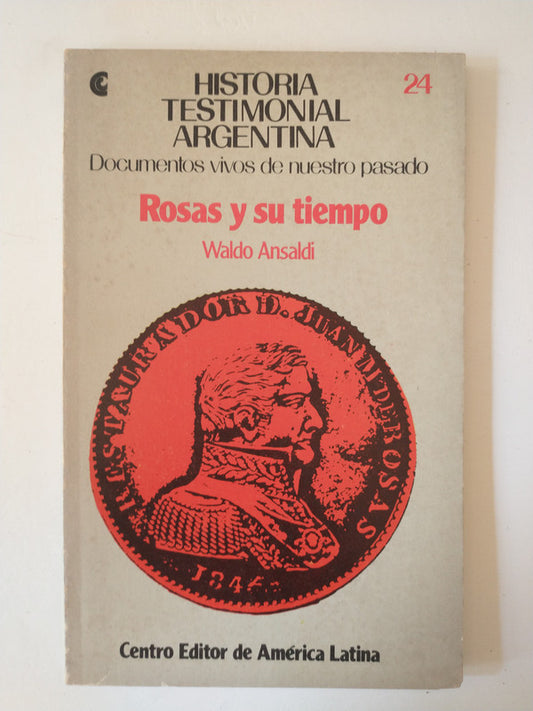 HISTORIA
TESTIMONIAL
ARGENTINA
24
Documentos vivos de nuestro pasado
Rosas y su tiempo
Waldo Ansaldi
RESTAURADOR D. JUAN M. DE ROSAS
1846
Centro Editor de América Latina